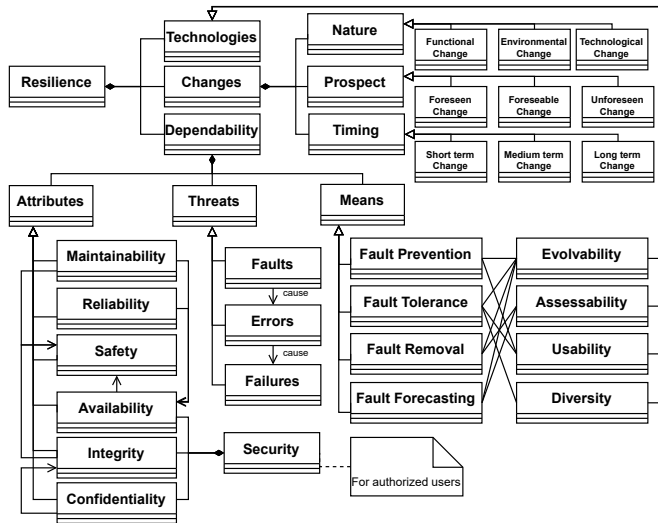 Technologies
Nature
Functional
Change
Environmental
Change
Technological
Change
Resilience
Changes
Prospect
Foreseen
Change
Foreseable
Change
Unforeseen
Change
Dependability
Timing
Short term
Change
Medium term
Change
Long term
Change
Attributes
Threats
Means
Maintainability
Faults
Fault Prevention
Evolvability
cause
Reliability
Errors
Fault Tolerance
Assessability
cause
Safety
Failures
Fault Removal
Usability
Availability
Fault Forecasting
Diversity
Integrity
Security
For authorized users
Confidentiality